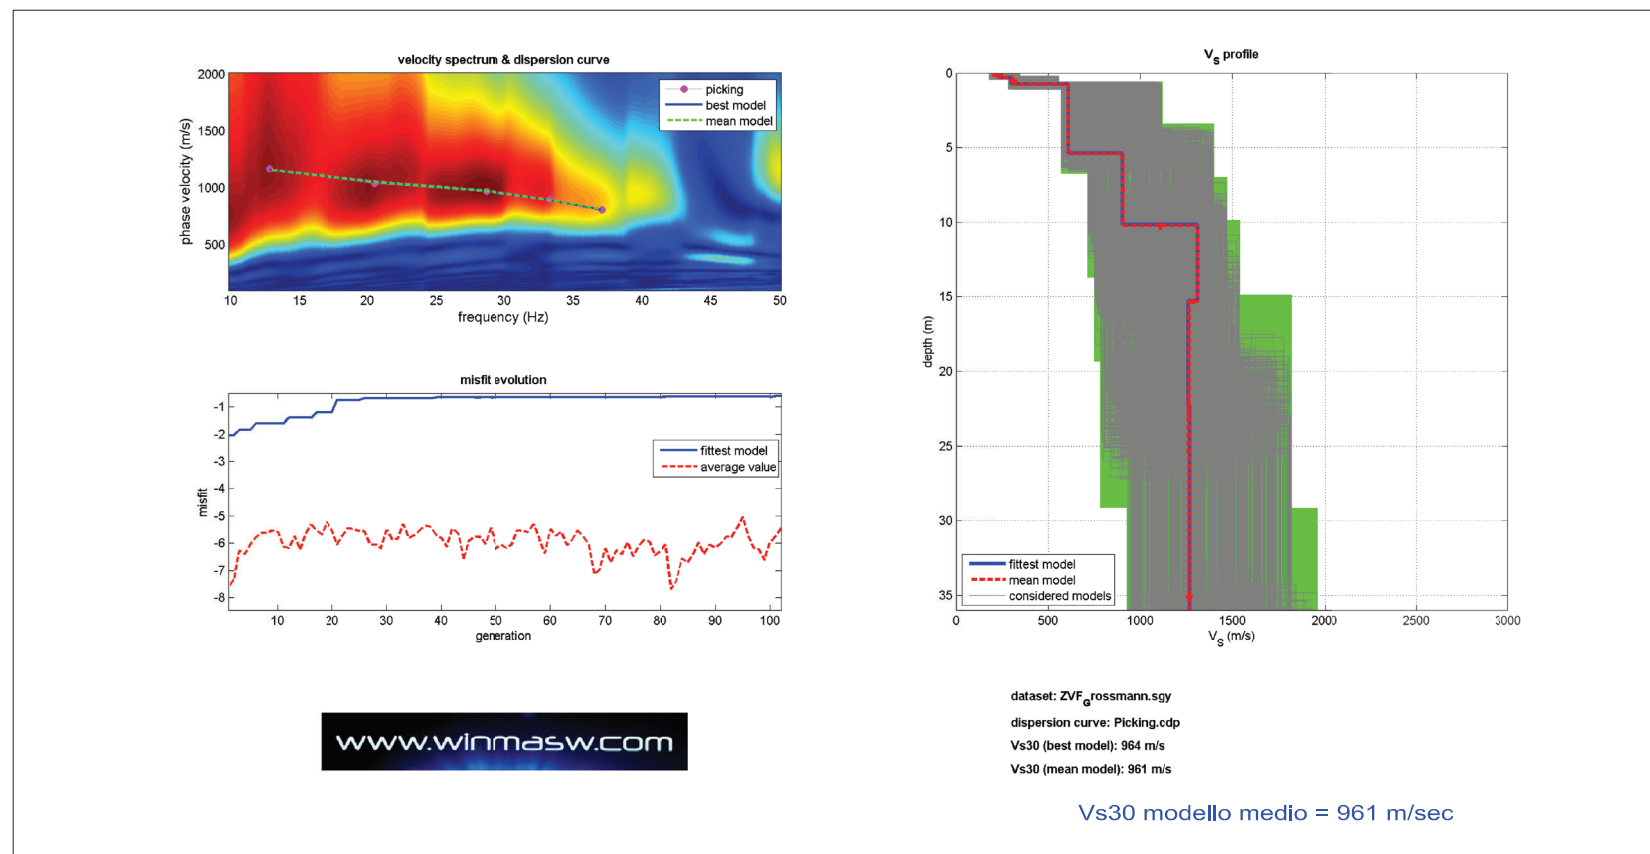 velocity spectrum & dispersion curve
2000
1500
1000
500
phase velocity (m/s)
picking
best model
mean model
10 15 20 25 30 35 40 45 50
frequency (Hz)
misfit evolution
-1
-2
-3
-4
-5
-6
-7
-8
misfit
fittest model
average value
10 20 30 40 50 60 70 80 90 100
generation
www.winmasw.com
VS profile
0
5
10
15
20
25
30
35
depth (m)
fittest model
mean model
considered models
0 500 1000 1500 2000 2500 3000
VS (m/s)
dataset: ZVFGrossmann.sgy
dispersion curve: Picking.cdp
Vs30 (best model): 964 m/s
Vs30 (mean model): 961 m/s
Vs30 modello medio = 961 m/sec